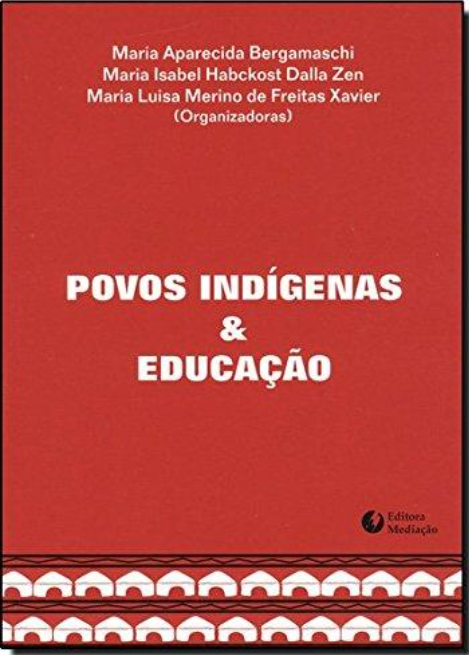 Maria Aparecida Bergamaschi
Maria Isabel Habckost Dalla Zen
Maria Luisa Merino de Freitas Xavier
(Organizadoras)
POVOS INDÍGENAS
&
EDUCAÇÃO
Editora
Mediação